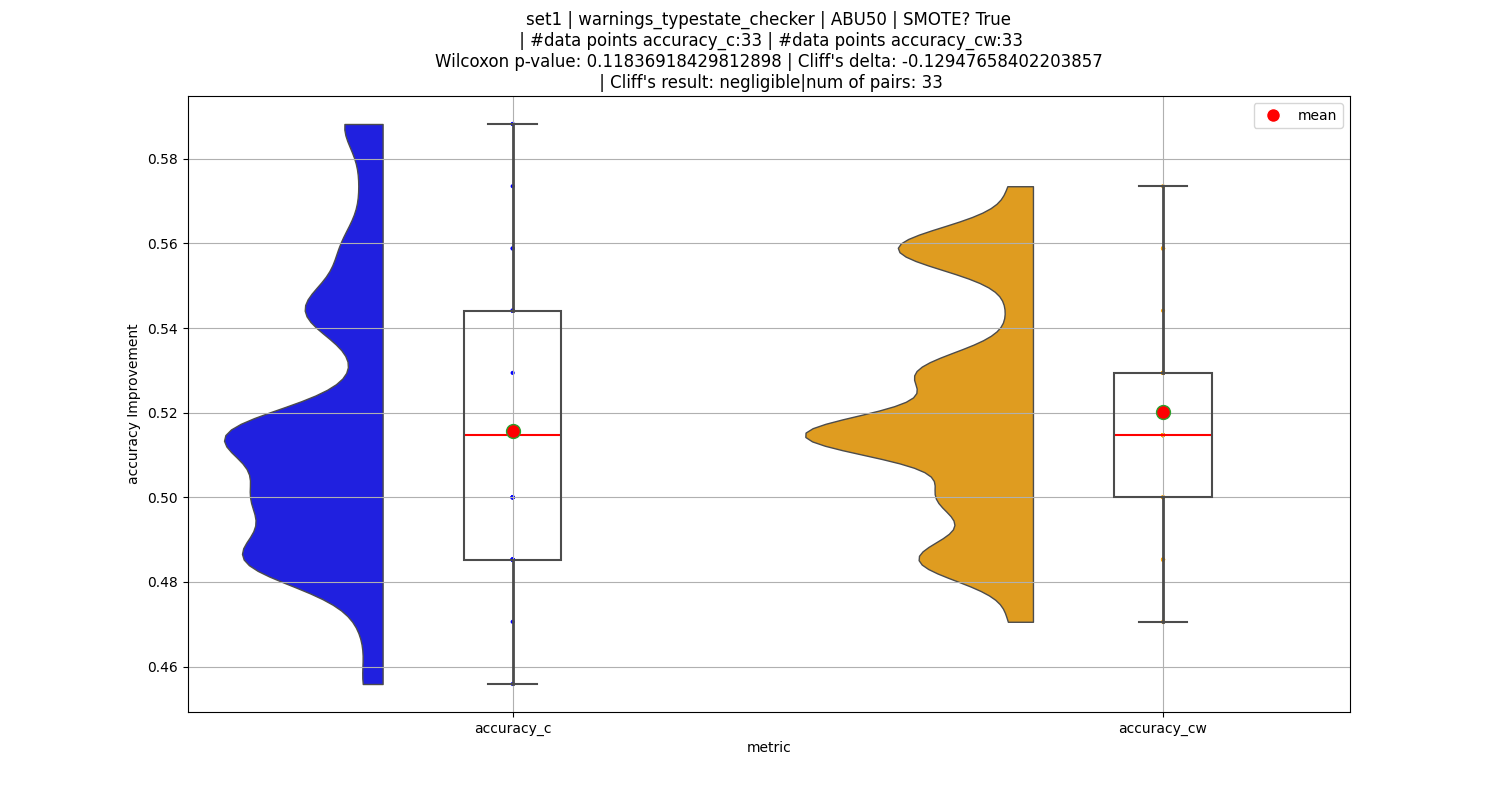 set1 | warnings_typestate_checker | ABU50 | SMOTE? True
| #data points accuracy_c:33 | #data points accuracy_cw:33
Wilcoxon p-value: 0.11836918429812898 | Cliff's delta: -0.12947658402203857
| Cliff's result: negligible|num of pairs: 33
mean
0.58
0.56
0.54
0.52
0.50
0.48
0.46
accuracy Improvement
accuracy_c
accuracy_cw
metric